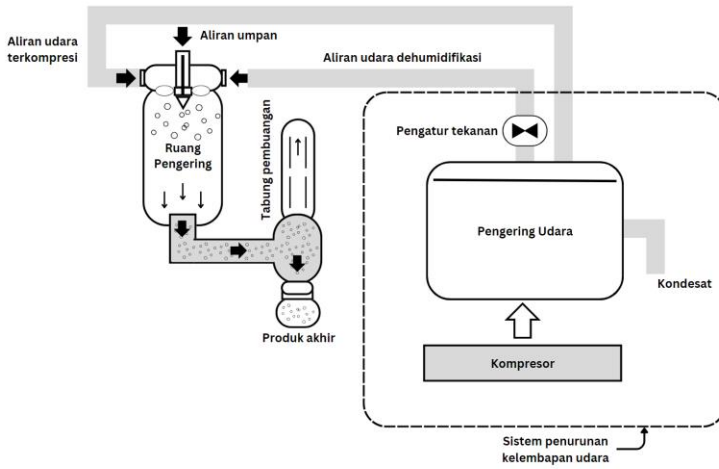 Aliran udara
terkompresi
Aliran umpan
Aliran udara dehumidifikasi
Pengatur tekanan
Ruang
Pengering
Tabung pembuangan
Pengering Udara
Kondesat
Produk akhir
Kompresor
Sistem penurunan
kelembapan udara